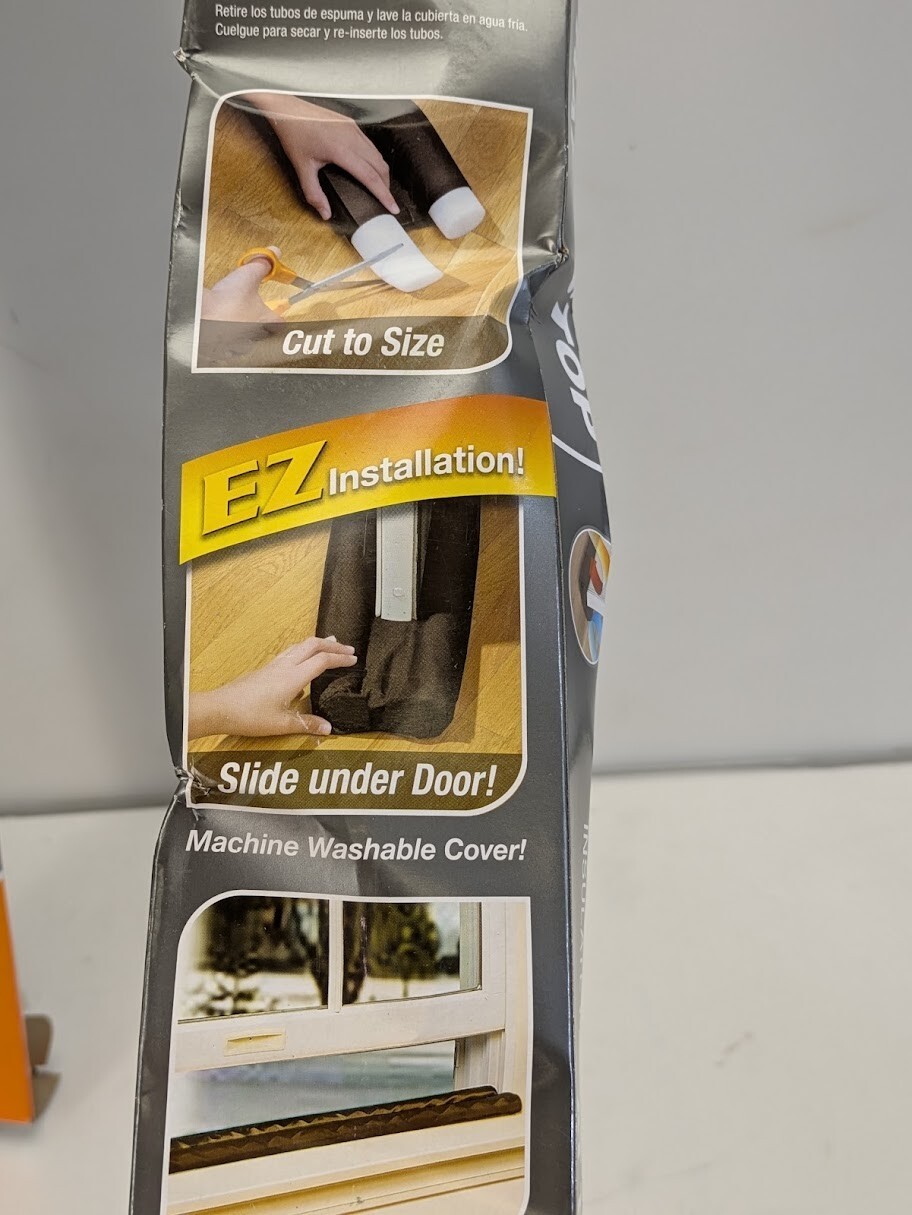 Retire los tubos de espuma y lave la cubierta en agua fría.
Cuelgue para secar y re-inserte los tubos.
Cut to Size
EZ Installation!
Slide under Door!
Machine Washable Cover!